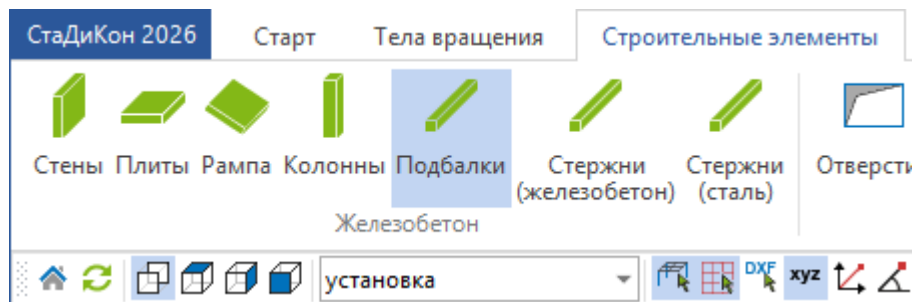 СтаДиКон 2026 Старт Тела вращения Строительные элементы
Стены Плиты Рампа Колонны Подбалки Стержни (железобетон) Стержни (сталь) Отверсти
Железобетон
установка DXF xyz